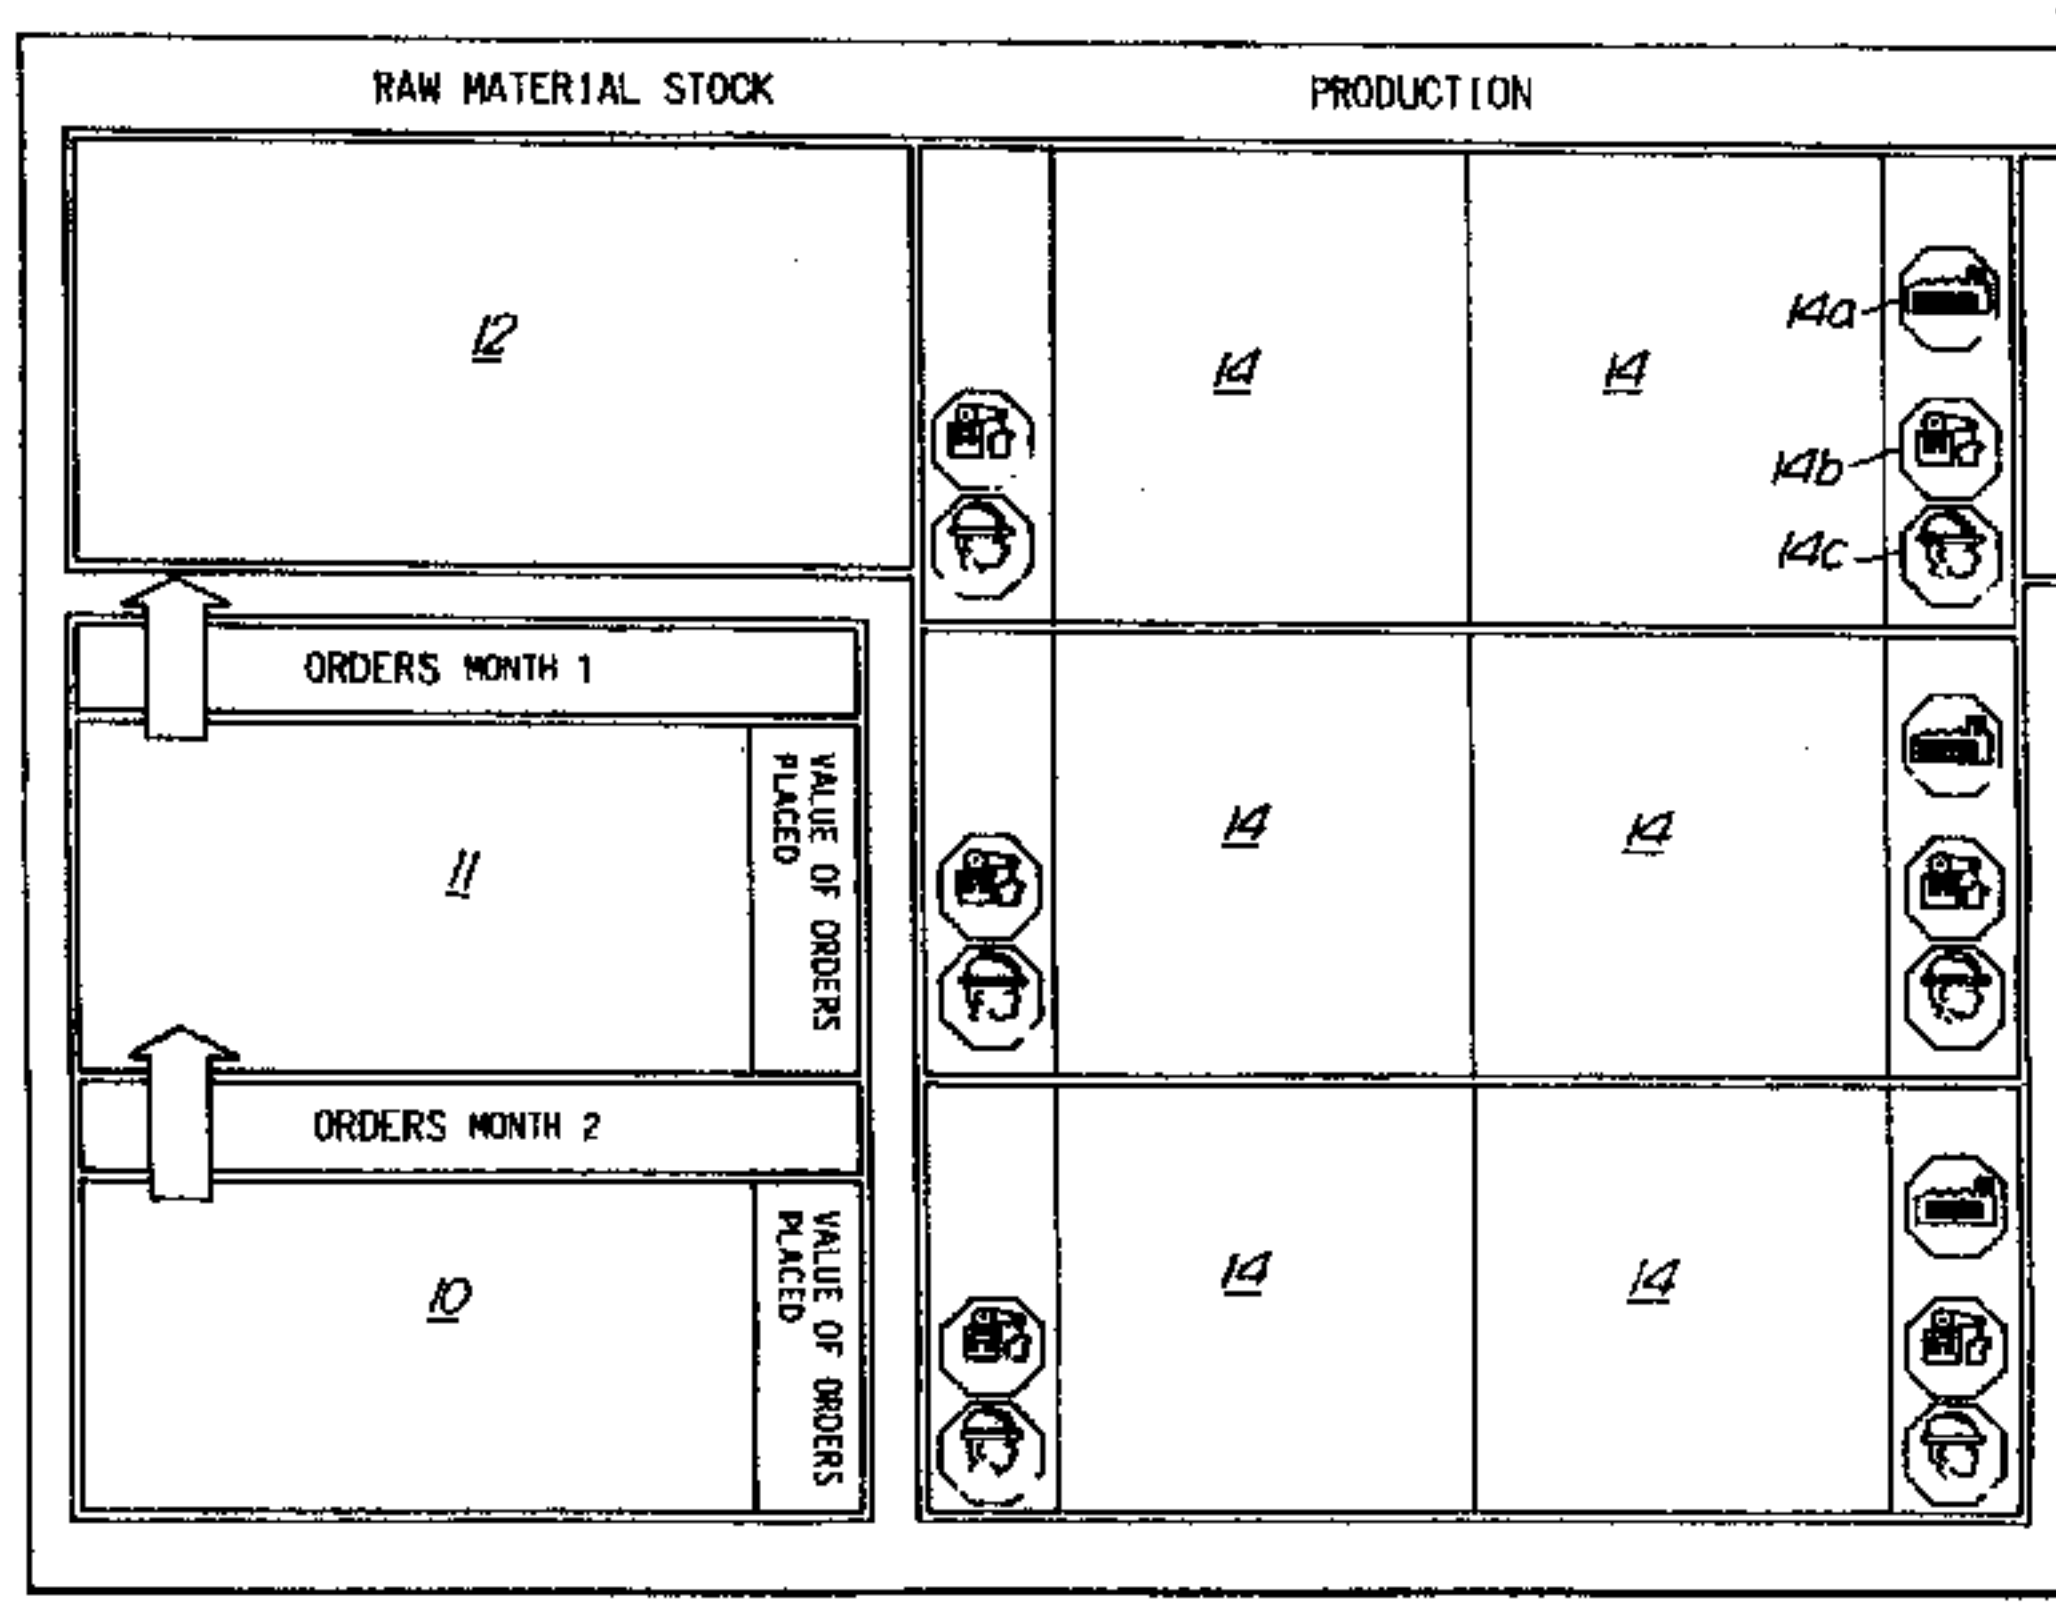 RAW MATERIAL STOCK
PRODUCTION
12
14
14
14a
14b
14c
ORDERS MONTH 1
11
VALUE OF ORDERS
PLACED
14
14
ORDERS MONTH 2
10
VALUE OF ORDERS
PLACED
14
14